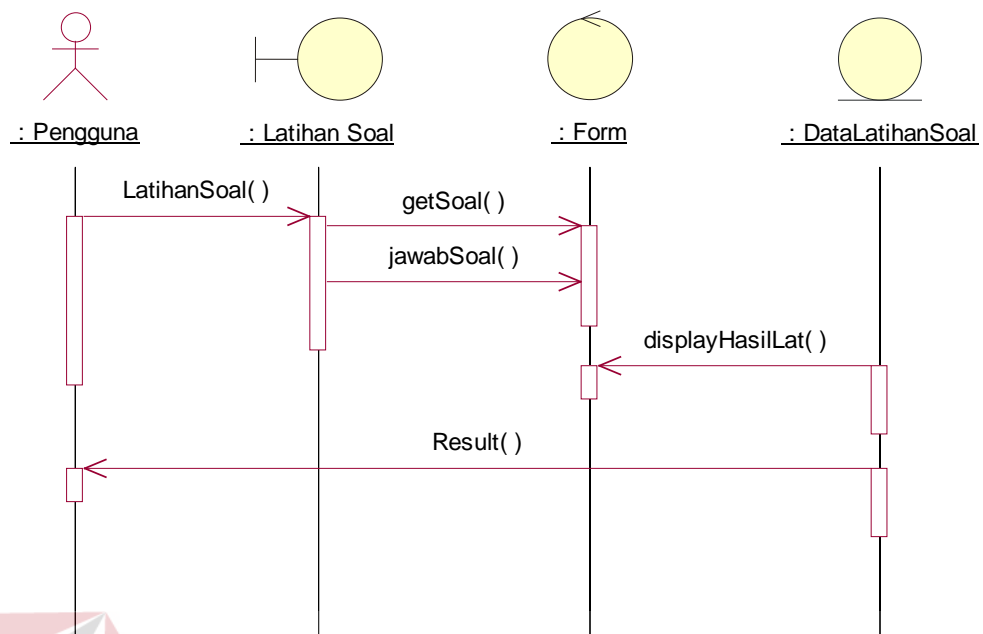 : Pengguna
: Latihan Soal
: Form
: DataLatihanSoal
LatihanSoal( )
getSoal( )
jawabSoal( )
displayHasilLat( )
Result( )